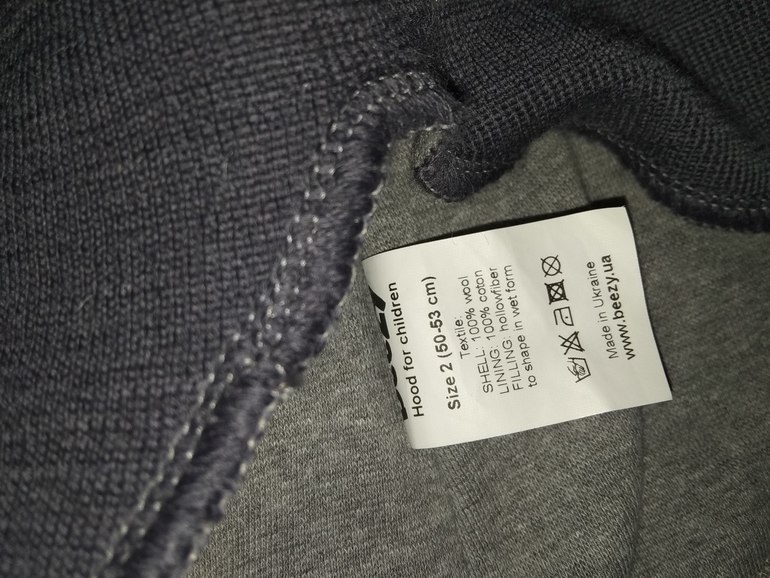 Hood for children
Size 2 (50-53 cm)
Textile:
SHELL: 100% wool
LINING: 100% coton
FILLING: hollowfiber
to shape in wet form
Made in Ukraine
www.beezy.ua